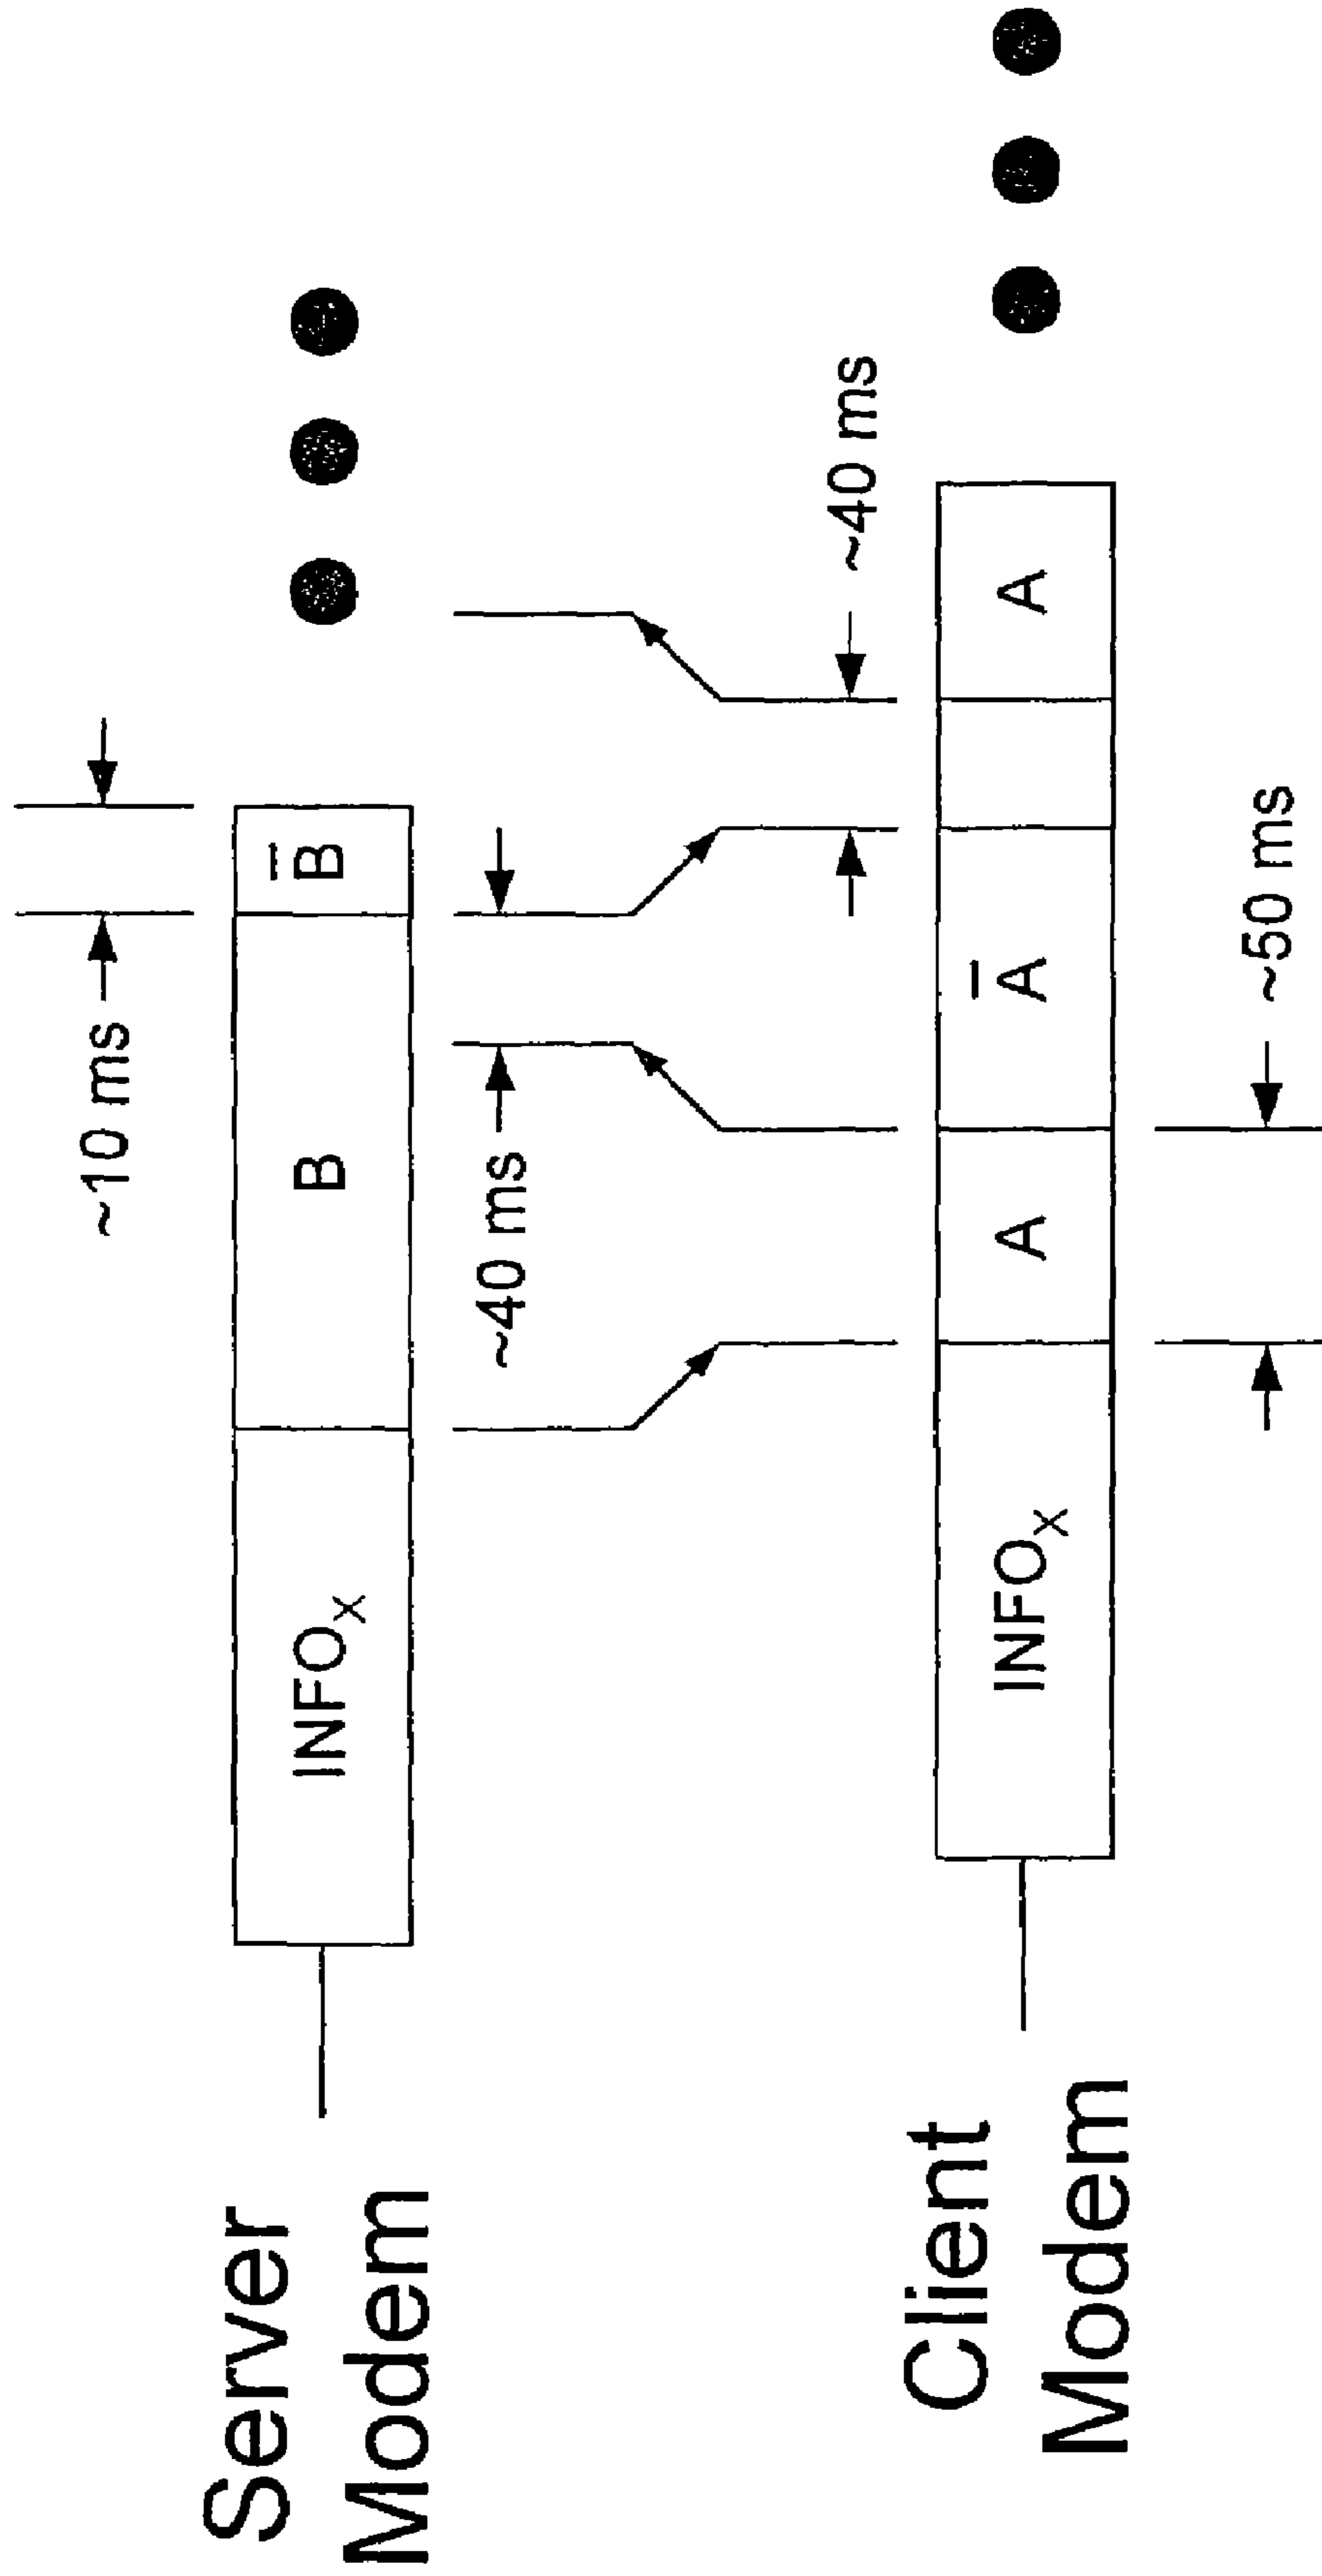 ~10 ms
Server
Modem
INFOX
B
B̅
~40 ms
~40 ms
Client
Modem
INFOX
A
A̅
A
~50 ms